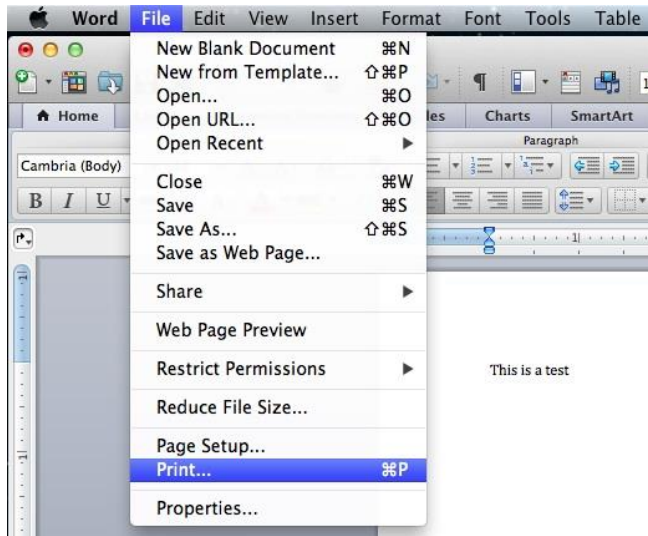 Word File Edit View Insert Format Font Tools Table
New Blank Document ⌘N
New from Template... ⇧⌘P
Open... ⌘O
Open URL... ⇧⌘O
Open Recent
Close ⌘W
Save ⌘S
Save As... ⇧⌘S
Save as Web Page...
Share
Web Page Preview
Restrict Permissions
Reduce File Size...
Page Setup...
Print... ⌘P
Properties...
Home Charts SmartArt
Paragraph
Cambria (Body)
B I U
This is a test